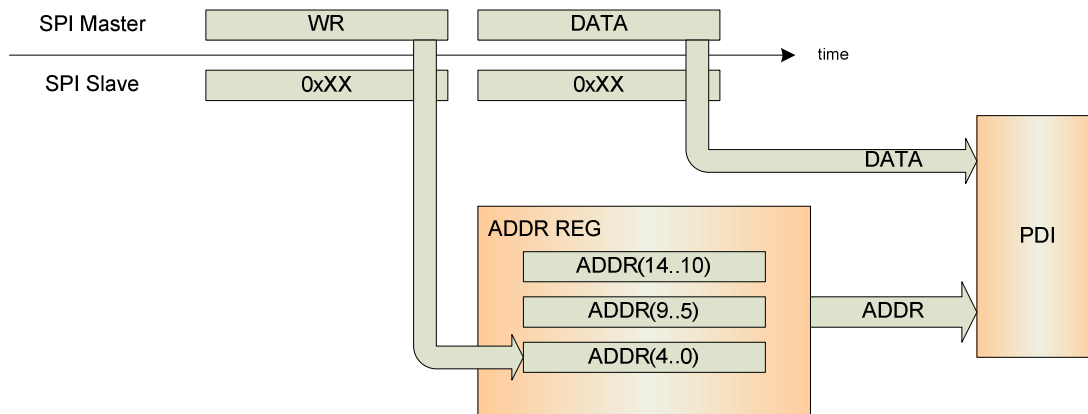 SPI Master
WR
DATA
time
SPI Slave
0xXX
0xXX
DATA
PDI
ADDR REG
ADDR(14..10)
ADDR(9..5)
ADDR
ADDR(4..0)